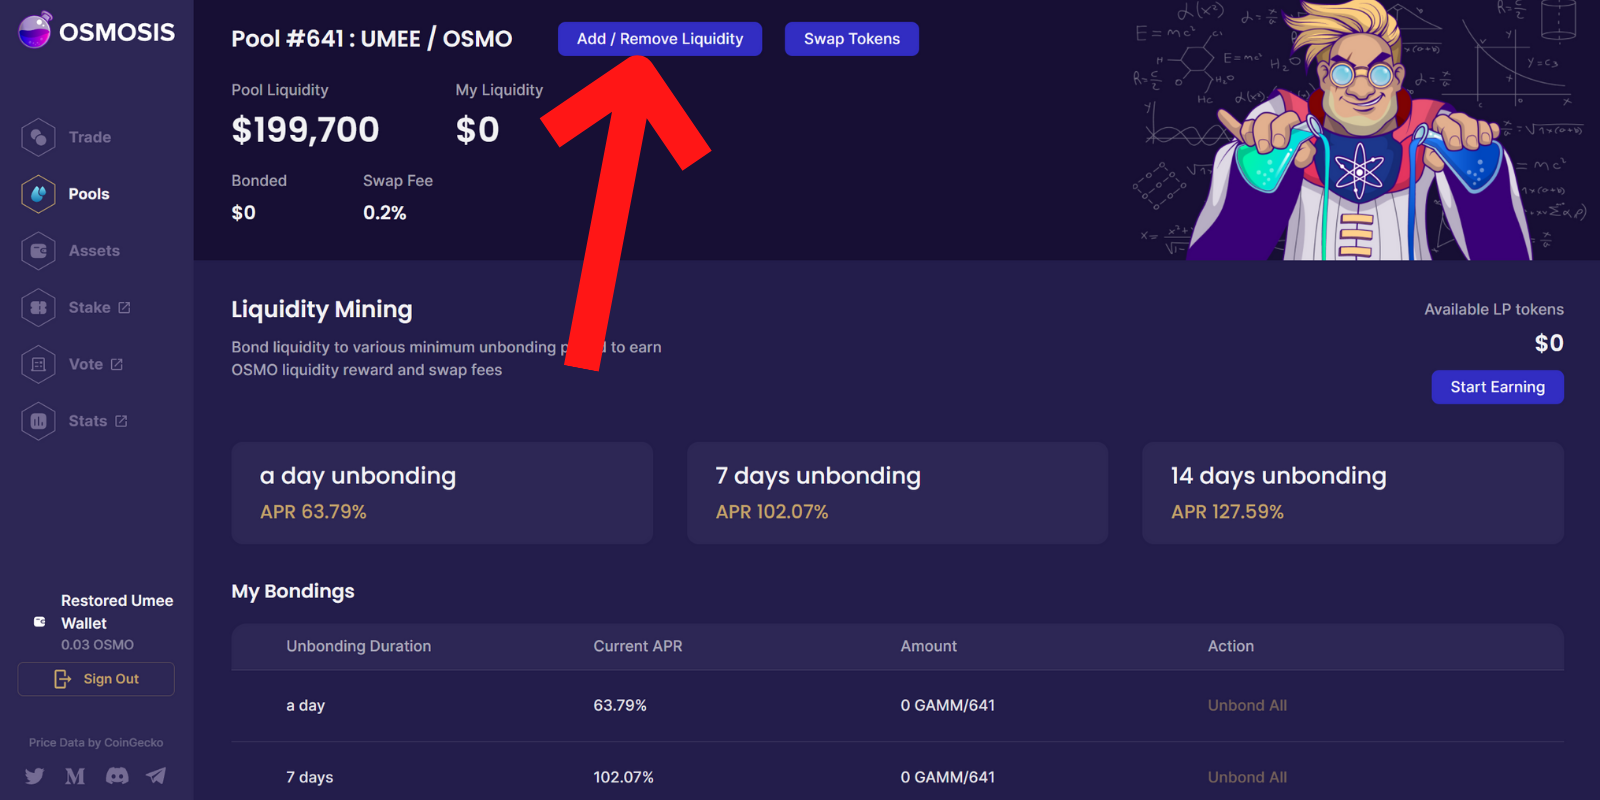 OSMOSIS
Trade
Pools
Assets
Stake
Vote
Stats
Restored Umee
Wallet
0.03 OSMO
Sign Out
Price Data by CoinGecko
Pool #641 : UMEE / OSMO
Add / Remove Liquidity
Swap Tokens
Pool Liquidity
My Liquidity
$199,700
$0
Bonded
Swap Fee
$0
0.2%
E=mc²
E=mc²
H₂O
Liquidity Mining
Bond liquidity to various minimum unbonding to earn
OSMO liquidity reward and swap fees
Available LP tokens
$0
Start Earning
a day unbonding
APR 63.79%
7 days unbonding
APR 102.07%
14 days unbonding
APR 127.59%
My Bondings
Unbonding Duration
Current APR
Amount
Action
a day
63.79%
0 GAMM/641
Unbond All
7 days
102.07%
0 GAMM/641
Unbond All